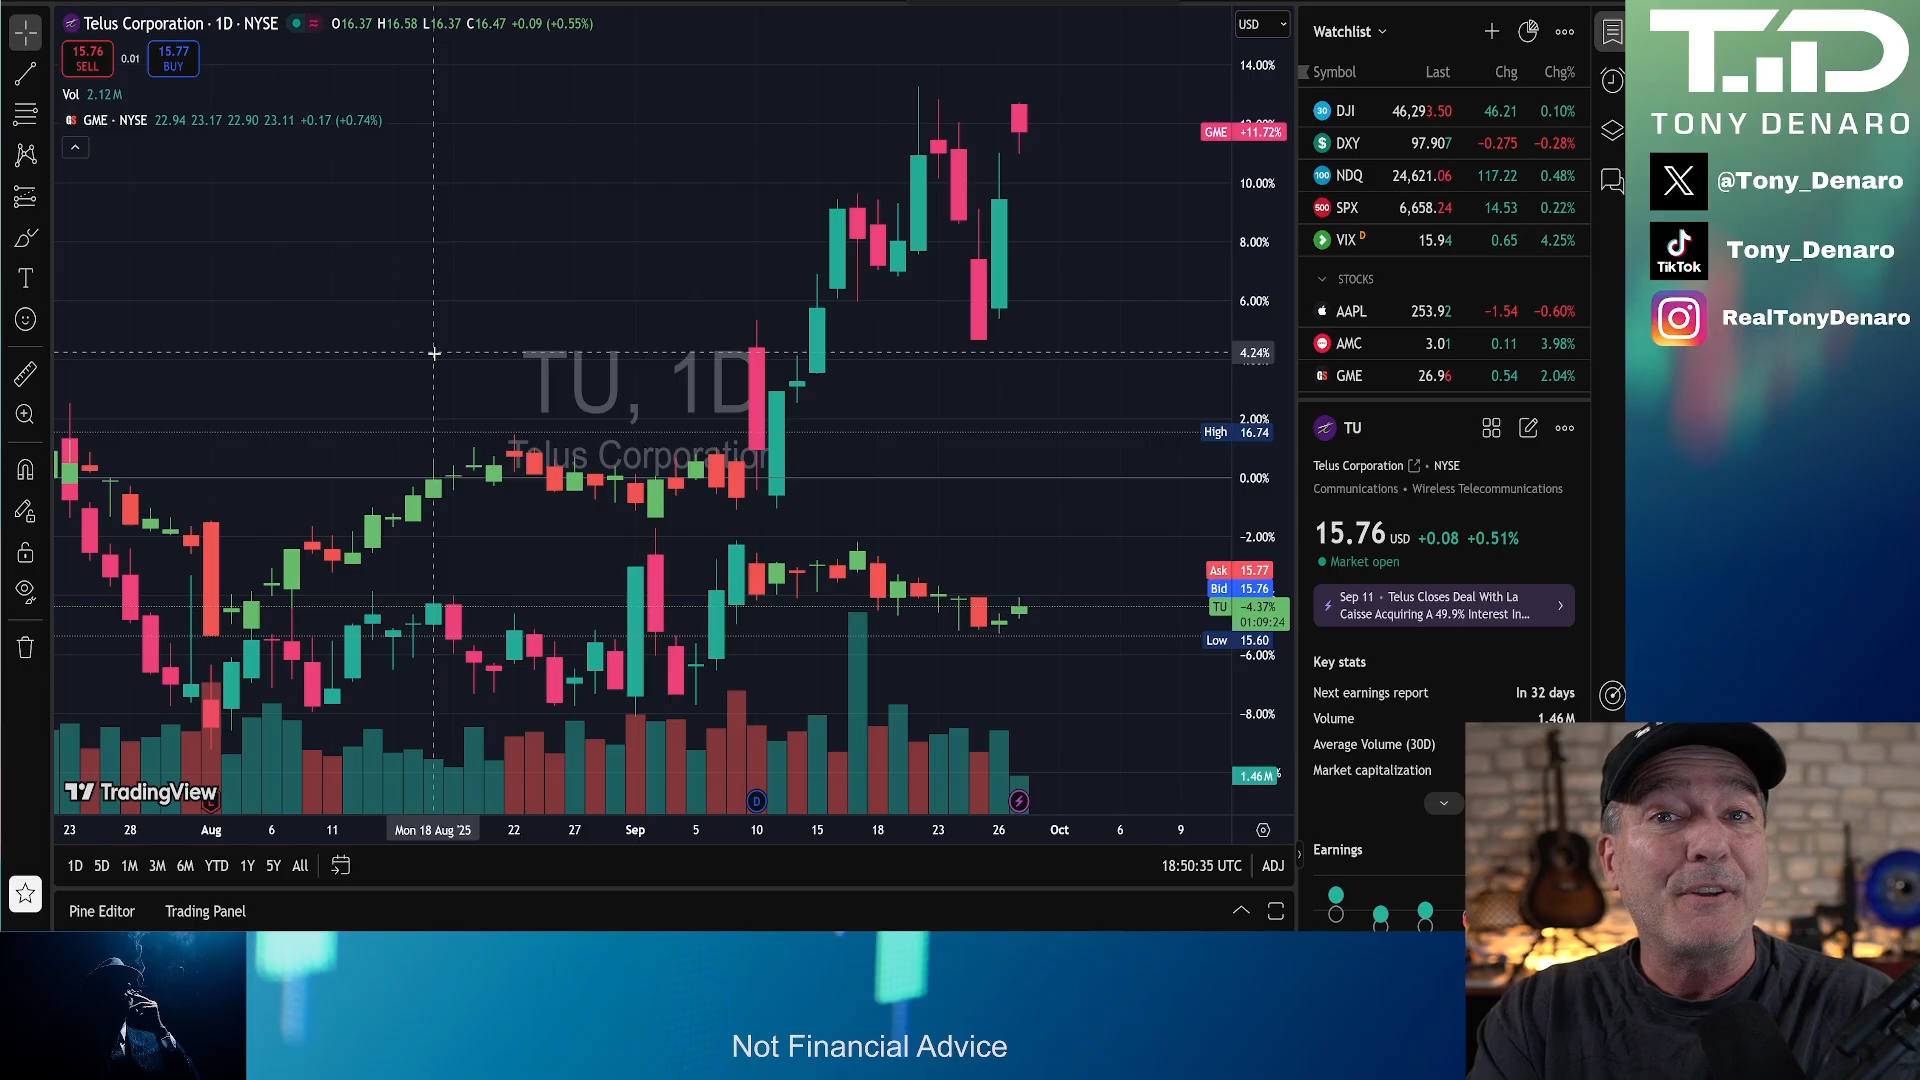 Telus Corporation · 1D · NYSE
O16.37 H16.58 L16.37 C16.47 +0.09 (+0.55%)
15.76 SELL
0.01
15.77 BUY
Vol 2.12M
GME · NYSE 22.94 23.17 22.90 23.11 +0.17 (+0.74%)
USD
14.00%
GME +11.72%
10.00%
8.00%
6.00%
4.24%
2.00%
High 16.74
0.00%
-2.00%
Ask 15.77
Bid 15.76
TU -4.37%
01:09:24
Low 15.60
-6.00%
-8.00%
1.46M
TU, 1D
Telus Corporation
TradingView
D
23 28 Aug 6 11 Mon 18 Aug '25 22 27 Sep 5 10 15 18 23 26 Oct 6 9
1D 5D 1M 3M 6M YTD 1Y 5Y All
18:50:35 UTC ADJ
Pine Editor Trading Panel
Watchlist
Symbol Last Chg Chg%
30 DJI 46,293.50 46.21 0.10%
$ DXY 97.907 -0.275 -0.28%
100 NDQ 24,621.06 117.22 0.48%
500 SPX 6,658.24 14.53 0.22%
VIX D 15.94 0.65 4.25%
STOCKS
AAPL 253.92 -1.54 -0.60%
AMC 3.01 0.11 3.98%
GS GME 26.96 0.54 2.04%
TU
Telus Corporation • NYSE
Communications • Wireless Telecommunications
15.76 USD +0.08 +0.51%
Market open
Sep 11 • Telus Closes Deal With La
Caisse Acquiring A 49.9% Interest In...
Key stats
Next earnings report In 32 days
Volume 1.46M
Average Volume (30D)
Market capitalization
Earnings
TD
TONY DENARO
X @Tony_Denaro
TikTok Tony_Denaro
RealTonyDenaro
Not Financial Advice